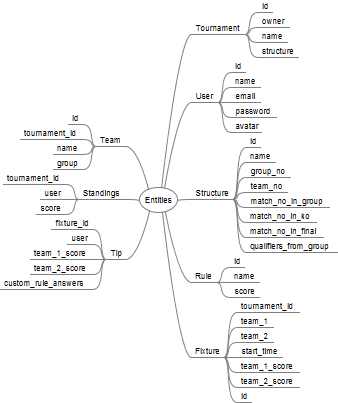 Entities
Tournament
id
owner
name
structure
User
id
name
email
password
avatar
Structure
id
name
group_no
team_no
match_no_in_group
match_no_in_ko
match_no_in_final
qualifiers_from_group
Rule
id
name
score
Fixture
tournament_id
team_1
team_2
start_time
team_1_score
team_2_score
id
Team
id
tournament_id
name
group
Standings
tournament_id
user
score
Tip
fixture_id
user
team_1_score
team_2_score
custom_rule_answers